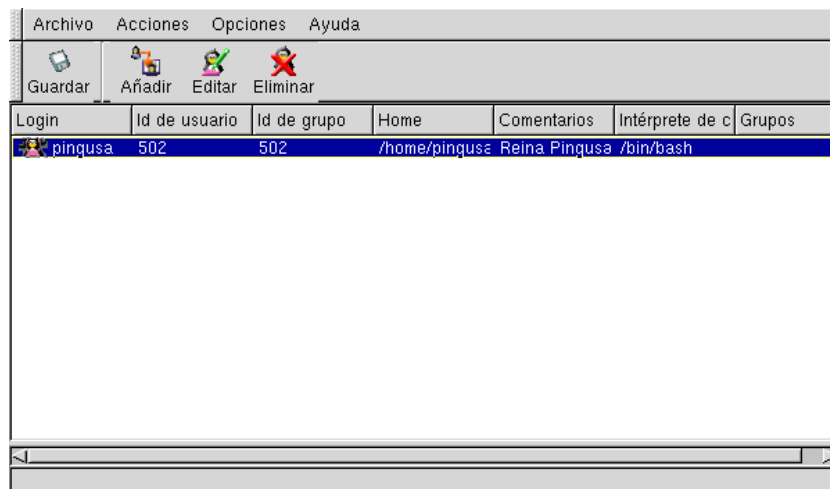 Archivo Acciones Opciones Ayuda
Guardar Añadir Editar Eliminar
Login Id de usuario Id de grupo Home Comentarios Intérprete de c Grupos
pingusa 502 502 /home/pingusa Reina Pingusa /bin/bash